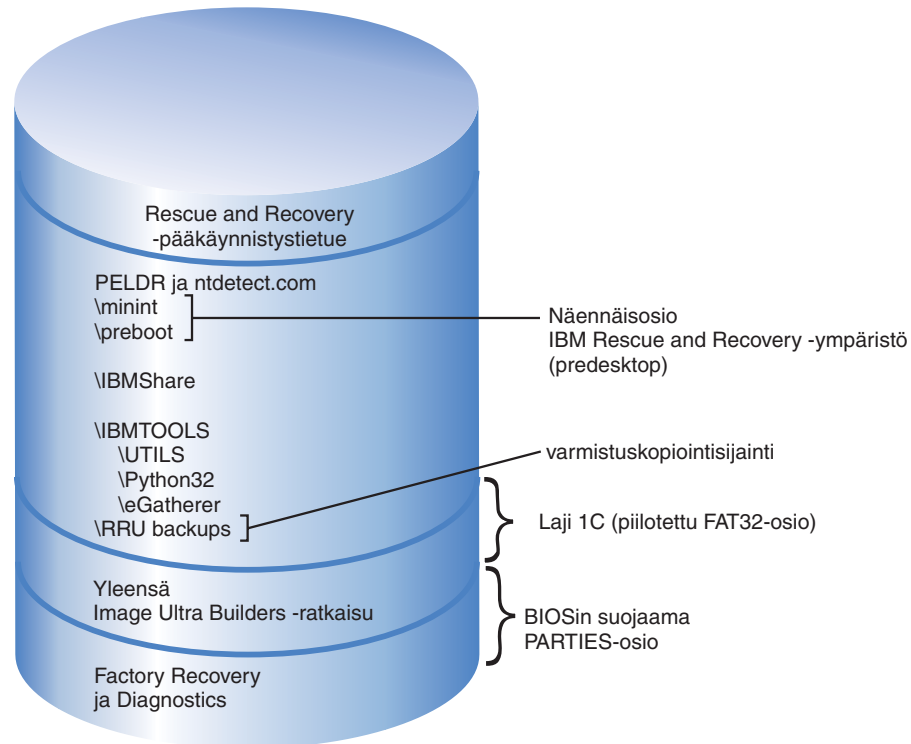 Rescue and Recovery
-pääkäynnistystietue
PELDR ja ntdetect.com
\minint
\preboot
Näennäisosio
IBM Rescue and Recovery -ympäristö
(predesktop)
\IBMShare
\IBMTOOLS
\UTILS
\Python32
\eGatherer
\RRU backups
varmistuskopiointisijainti
Laji 1C (piilotettu FAT32-osio)
Yleensä
Image Ultra Builders -ratkaisu
BIOSin suojaama
PARTIES-osio
Factory Recovery
ja Diagnostics